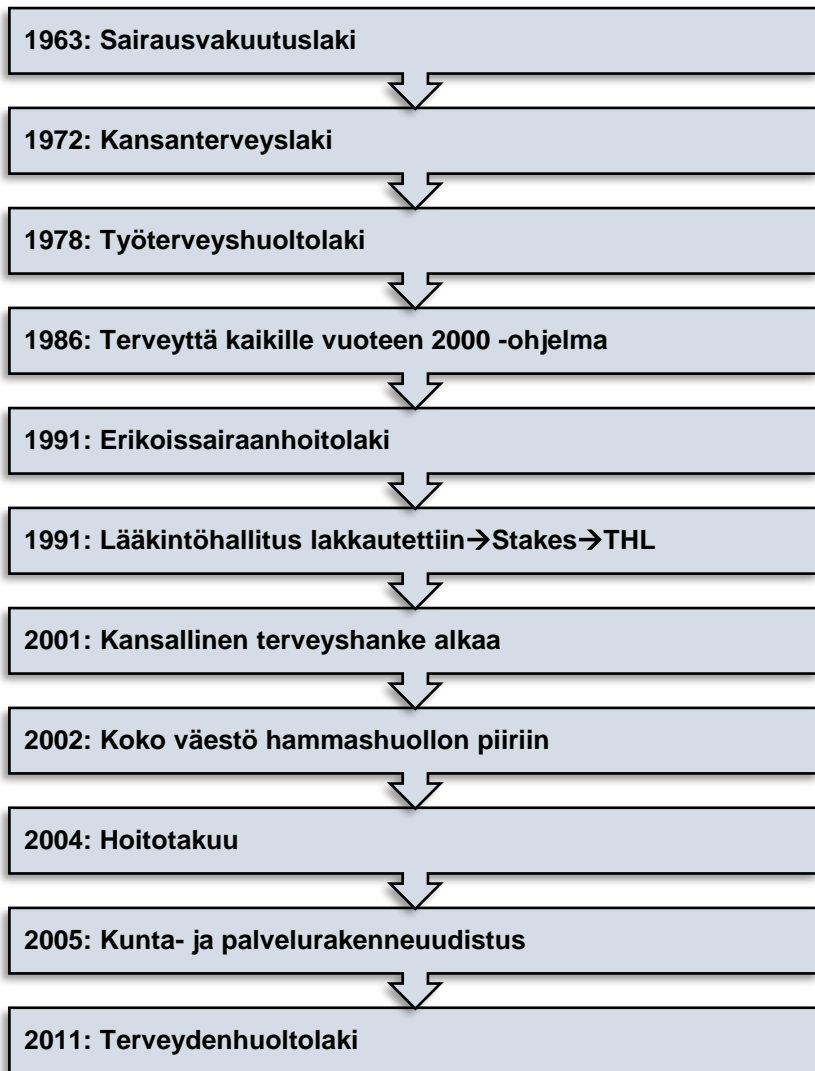 1963: Sairausvakuutuslaki
1972: Kansanterveyslaki
1978: Työterveyshuoltolaki
1986: Terveyttä kaikille vuoteen 2000 -ohjelma
1991: Erikoissairaanhoitolaki
1991: Lääkintöhallitus lakkautettiin→Stakes→THL
2001: Kansallinen terveyshanke alkaa
2002: Koko väestö hammashuollon piiriin
2004: Hoitotakuu
2005: Kunta- ja palvelurakenneuudistus
2011: Terveydenhuoltolaki